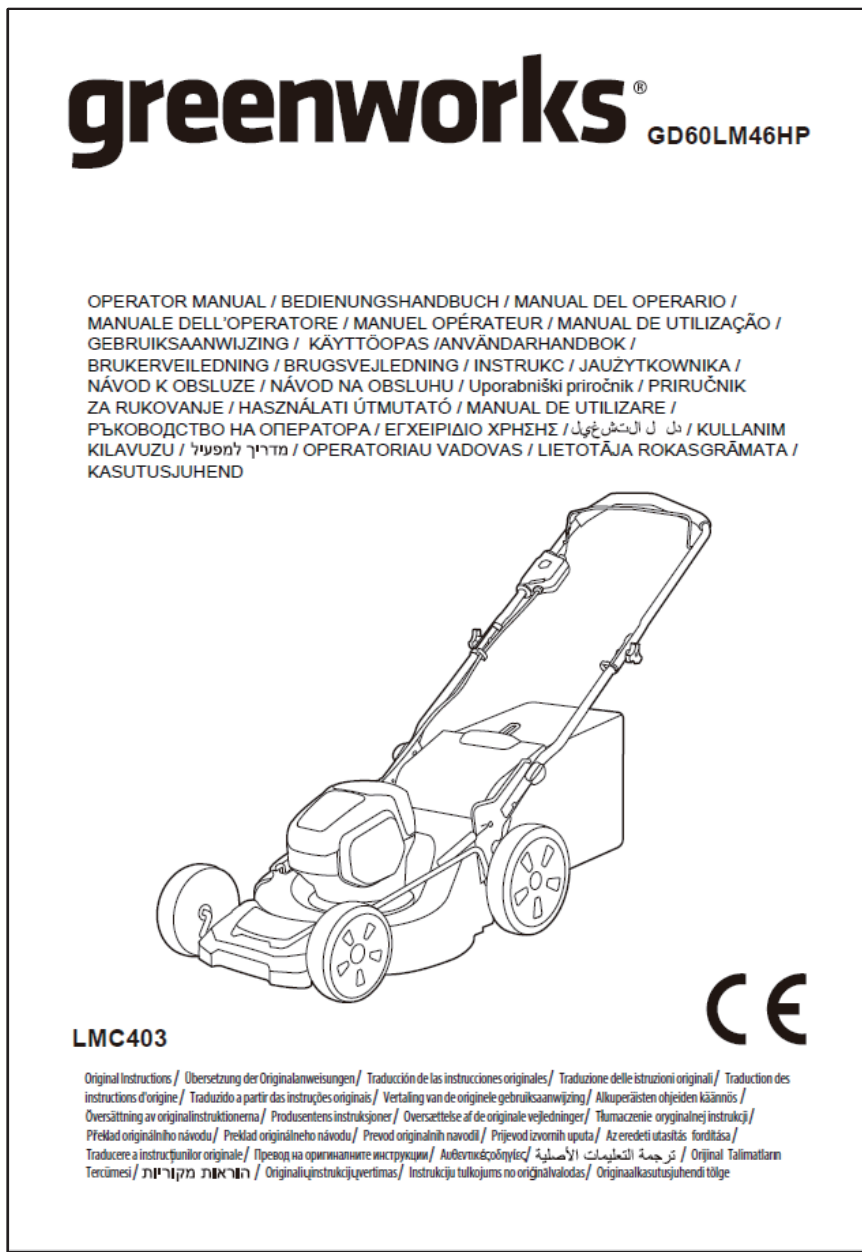 greenworks®
GD60LM46HP
OPERATOR MANUAL / BEDIENUNGSHANDBUCH / MANUAL DEL OPERARIO /
MANUALE DELL'OPERATORE / MANUEL OPÉRATEUR / MANUAL DE UTILIZAÇÃO /
GEBRUIKSAANWIJZING / KÄYTTÖOPAS /ANVÄNDARHANDBOK /
BRUKERVEILEDNING / BRUGSVEJLEDNING / INSTRUKC / JAUŻYTKOWNIKA /
NÁVOD K OBSLUZE / NÁVOD NA OBSLUHU / Uporabniški priročnik / PRIRUČNIK
ZA RUKOVANJE / HASZNÁLATI ÚTMUTATÓ / MANUAL DE UTILIZARE /
РЪКОВОДСТВО НА ОПЕРАТОРА / ΕΓΧΕΙΡΙΔΙΟ ΧΡΗΣΗΣ / دل ل التشغيل / KULLANIM
KILAVUZU / מדריך למפעיל / OPERATORIAU VADOVAS / LIETOTĀJA ROKASGRĀMATA /
KASUTUSJUHEND
CE
LMC403
Original Instructions / Übersetzung der Originalanweisungen / Traducción de las instrucciones originales / Traduzione delle istruzioni originali / Traduction des
instructions d'origine / Traduzido a partir das instruções originais / Vertaling van de originele gebruiksaanwijzing / Alkuperäisten ohjeiden käännös /
Översättning av originalinstruktionerna / Produsentens instruksjoner / Oversættelse af de originale vejledninger / Tłumaczenie oryginalnej instrukcji /
Překlad originálního návodu / Preklad originálneho návodu / Prevod originalnih navodil / Prijevod izvornih uputa / Az eredeti utasítás fordítása /
Traducere a instrucțiunilor originale / Превод на оригиналните инструкции / Αυθεντικέςοδηγίες / ترجمة التعليمات الأصلية / Orijinal Talimatların
Tercümesi / הוראות מקוריות / Originaliųinstrukcijųvertimas / Instrukciju tulkojums no oriģinālvalodas / Originaalkasutusjuhendi tõlge